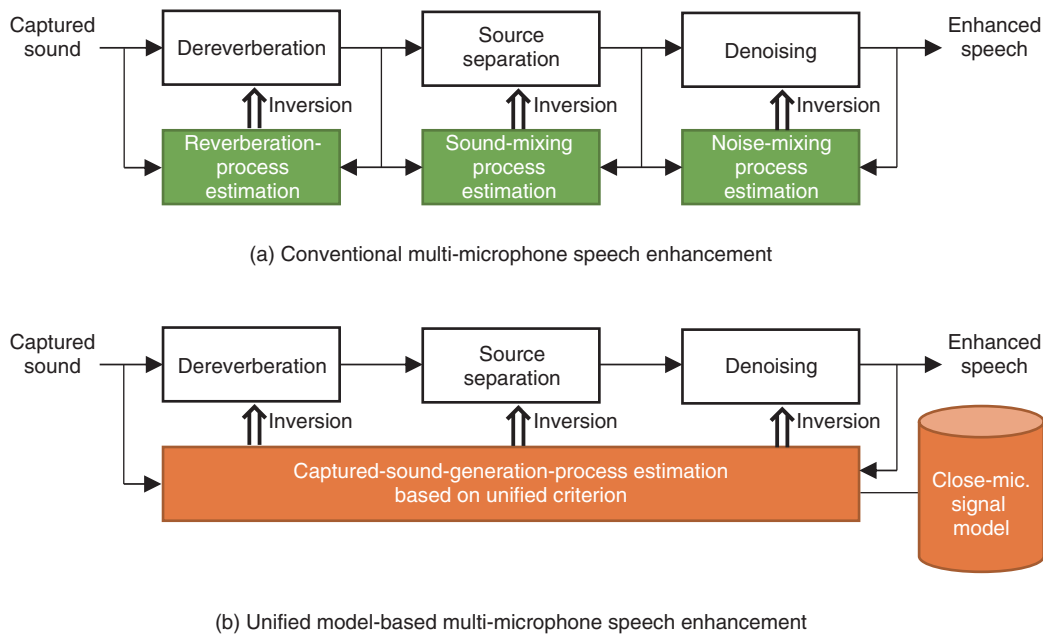 Captured
sound
Dereverberation
Source
separation
Denoising
Enhanced
speech
Inversion
Inversion
Inversion
Reverberation-
process
estimation
Sound-mixing
process
estimation
Noise-mixing
process
estimation
(a) Conventional multi-microphone speech enhancement
Captured
sound
Dereverberation
Source
separation
Denoising
Enhanced
speech
Inversion
Inversion
Inversion
Captured-sound-generation-process estimation
based on unified criterion
Close-mic.
signal
model
(b) Unified model-based multi-microphone speech enhancement